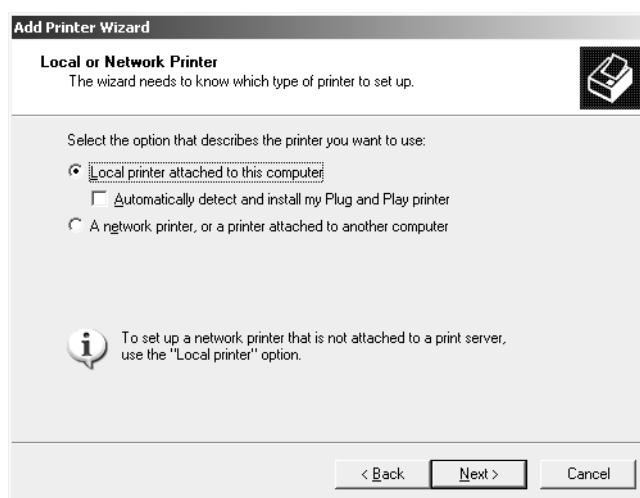 Add Printer Wizard
Local or Network Printer
The wizard needs to know which type of printer to set up.
Select the option that describes the printer you want to use:
Local printer attached to this computer
Automatically detect and install my Plug and Play printer
A network printer, or a printer attached to another computer
To set up a network printer that is not attached to a print server,
use the "Local printer" option.
< Back Next > Cancel